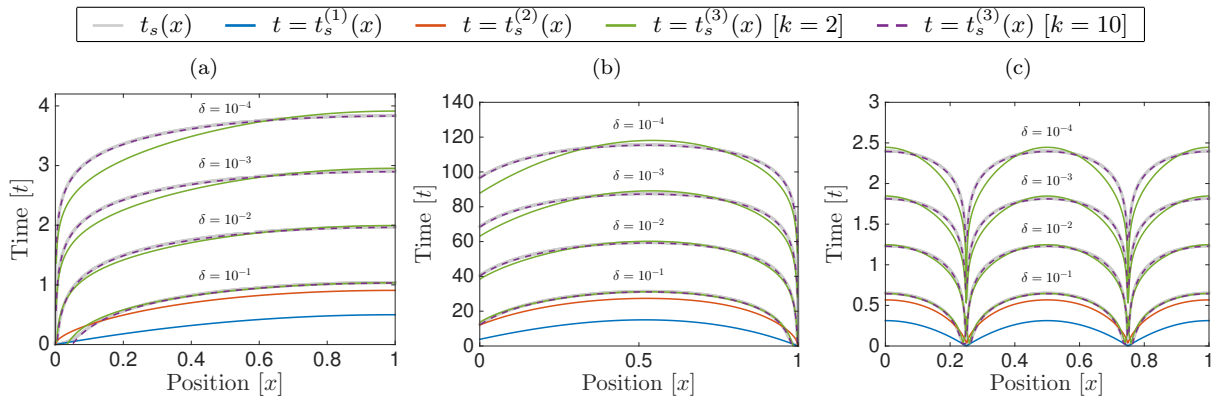 t_s(x) t = t_s^{(1)}(x) t = t_s^{(2)}(x) t = t_s^{(3)}(x) [k = 2] t = t_s^{(3)}(x) [k = 10]
(a) (b) (c)
Time [t]
4
3
2
1
0
δ = 10^{-4}
δ = 10^{-3}
δ = 10^{-2}
δ = 10^{-1}
0 0.2 0.4 0.6 0.8 1
Position [x]
Time [t]
140
120
100
80
60
40
20
0
δ = 10^{-4}
δ = 10^{-3}
δ = 10^{-2}
δ = 10^{-1}
0 0.5 1
Position [x]
Time [t]
3
2.5
2
1.5
1
0.5
0
δ = 10^{-4}
δ = 10^{-3}
δ = 10^{-2}
δ = 10^{-1}
0 0.2 0.4 0.6 0.8 1
Position [x]